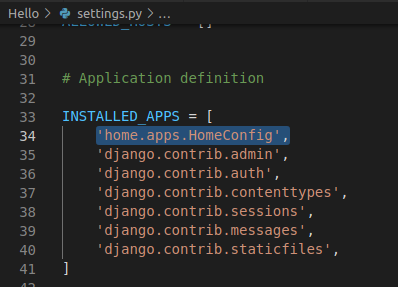 Hello > settings.py > ...
28 ALLOWED_HOSTS = []
29
30
31 # Application definition
32
33 INSTALLED_APPS = [
34 'home.apps.HomeConfig',
35 'django.contrib.admin',
36 'django.contrib.auth',
37 'django.contrib.contenttypes',
38 'django.contrib.sessions',
39 'django.contrib.messages',
40 'django.contrib.staticfiles',
41 ]
42